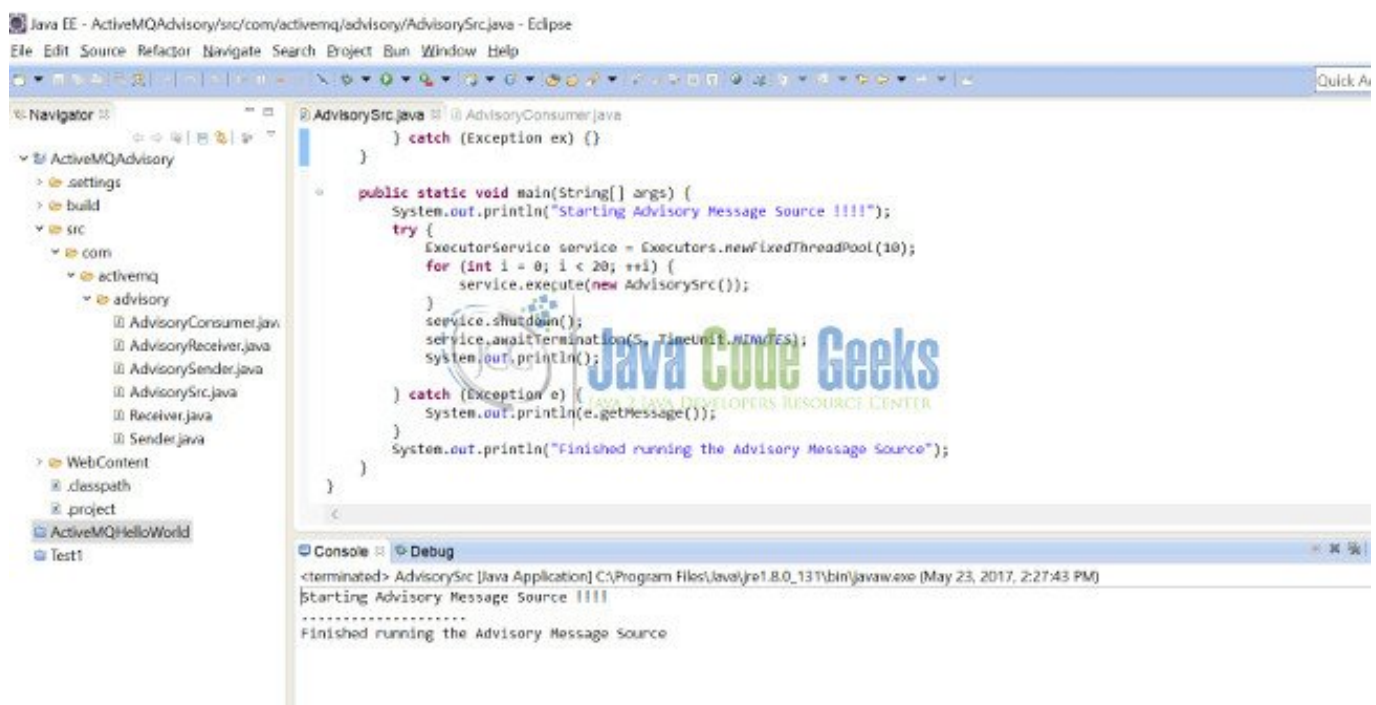 Java EE - ActiveMQAdvisory/src/com/activemq/advisory/AdvisorySrc.java - Eclipse
File Edit Source Refactor Navigate Search Project Run Window Help
Quick A
Navigator
ActiveMQAdvisory
.settings
build
src
com
activemq
advisory
AdvisoryConsumer.jav
AdvisoryReceiver.java
AdvisorySender.java
AdvisorySrc.java
Receiver.java
Sender.java
WebContent
.classpath
.project
ActiveMQHelloWorld
Test1
AdvisorySrc.java AdvisoryConsumer.java
} catch (Exception ex) {}
}
public static void main(String[] args) {
System.out.println("Starting Advisory Message Source !!!!");
try {
ExecutorService service = Executors.newFixedThreadPool(10);
for (int i = 0; i < 20; ++i) {
service.execute(new AdvisorySrc());
}
service.shutdown();
service.awaitTermination(5, TimeUnit.MINUTES);
System.out.println();
} catch (Exception e) {
System.out.println(e.getMessage());
}
System.out.println("Finished running the Advisory Message Source");
}
}
jcg
Java Code Geeks
JAVA 2 JAVA DEVELOPERS RESOURCE CENTER
Console Debug
<terminated> AdvisorySrc [Java Application] C:\Program Files\Java\jre1.8.0_131\bin\javaw.exe (May 23, 2017, 2:27:43 PM)
Starting Advisory Message Source !!!!
....................
Finished running the Advisory Message Source